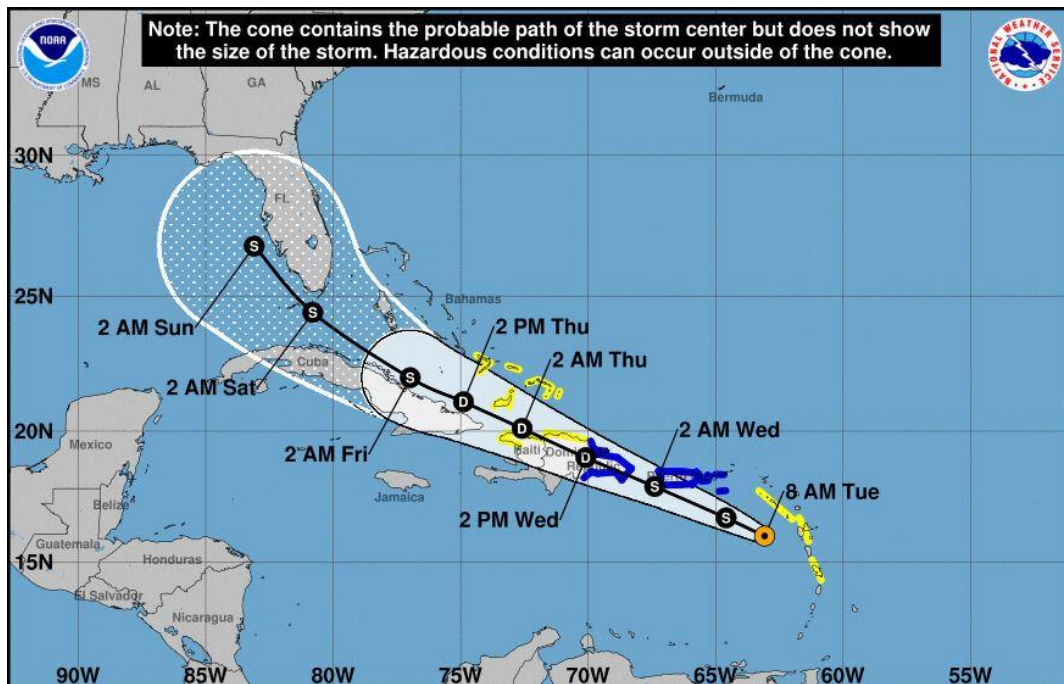 Note: The cone contains the probable path of the storm center but does not show
the size of the storm. Hazardous conditions can occur outside of the cone.
NOAA
NATIONAL WEATHER SERVICE
MS
AL
GA
Bermuda
30N
FL
25N
Bahamas
2 AM Sun
2 PM Thu
2 AM Thu
Cuba
2 AM Sat
20N
Mexico
2 AM Fri
2 AM Wed
Haiti
Jamaica
8 AM Tue
Belize
2 PM Wed
Guatemala
15N
Honduras
El Salvador
Nicaragua
S
S
S
D
D
D
S
S
90W
85W
80W
75W
70W
65W
60W
55W